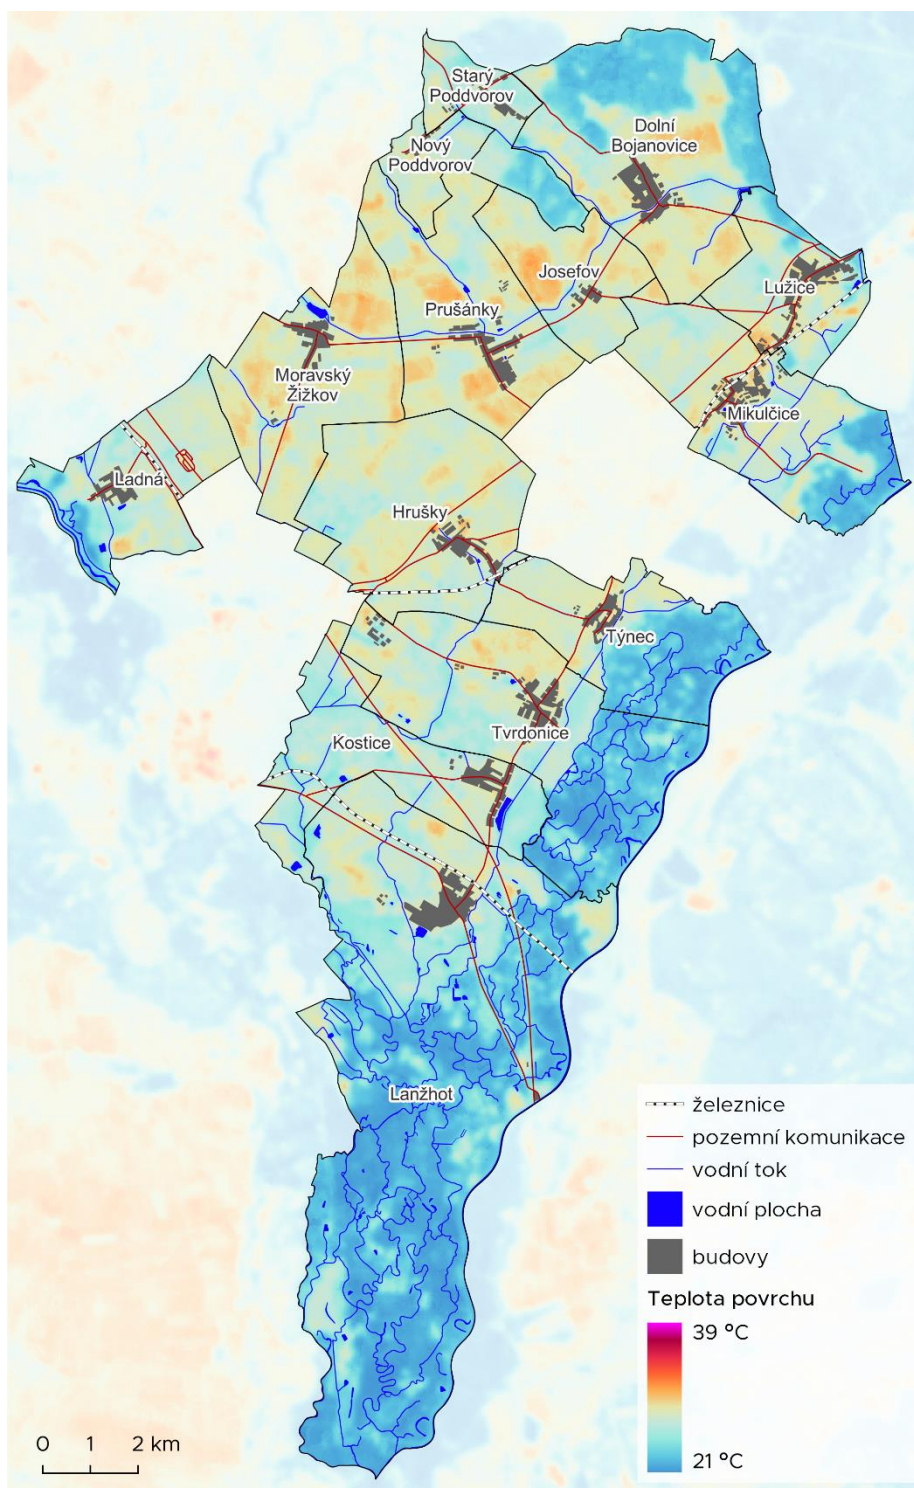 Starý
Poddvorov
Dolní
Bojanovice
Nový
Poddvorov
Josefov
Lužice
Prušánky
Moravský
Žižkov
Mikulčice
Ladná
Hrušky
Týnec
Tvrdonice
Kostice
Lanžhot
železnice
pozemní komunikace
vodní tok
vodní plocha
budovy
Teplota povrchu
39 °C
21 °C
0 1 2 km